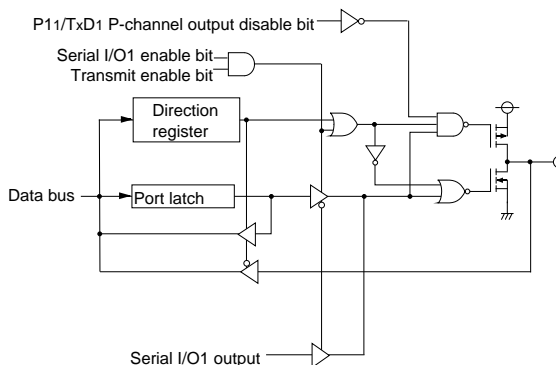 P11/TxD1 P-channel output disable bit
Serial I/O1 enable bit
Transmit enable bit
Direction
register
Data bus
Port latch
Serial I/O1 output